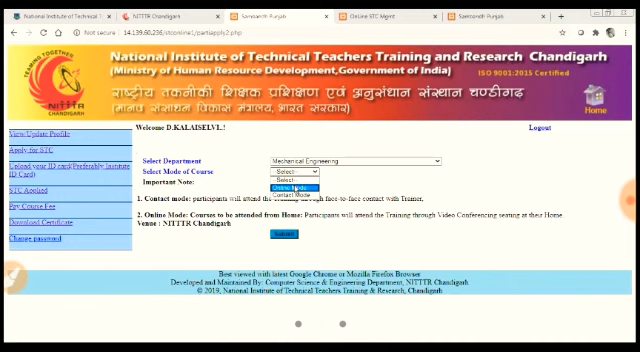 National Institute of Technical T
NITTTR Chandigarh
Samsanth Punjab
OnLine STC Mgmt
Samsanth Punjab
Not secure 14.139.60.236/stconline1/partapply2.php
TEACHING TOGETHER
NITTTR
CHANDIGARH
National Institute of Technical Teachers Training and Research Chandigarh
(Ministry of Human Resource Development,Government of India)
ISO 9001:2015 Certified
राष्ट्रीय तकनीकी शिक्षक प्रशिक्षण एवं अनुसंधान संस्थान चण्डीगढ़
(मानव संसाधन विकास मंत्रालय, भारत सरकार)
Home
Welcome D.KALAISELVI..!
Logout
View/Update Profile
Apply for STC
Upload your ID card(Preferably Institute
ID Card)
STC Applied
Pay Course Fee
Download Certificate
Change password
Select Department
Mechanical Engineering
Select Mode of Course
--Select--
--Select--
Online Mode
Contact Mode
Important Note:
1. Contact mode: participants will attend the Training through face-to-face contact with Trainer,
2. Online Mode: Courses to be attended from Home: Participants will attend the Training through Video Conferencing seating at their Home.
Venue : NITTTR Chandigarh
Submit
Best viewed with latest Google Chrome or Mozilla Firefox Browser
Developed and Maintained By: Computer Science & Engineering Department, NITTTR Chandigarh
© 2019, National Institute of Technical Teachers Training & Research, Chandigarh